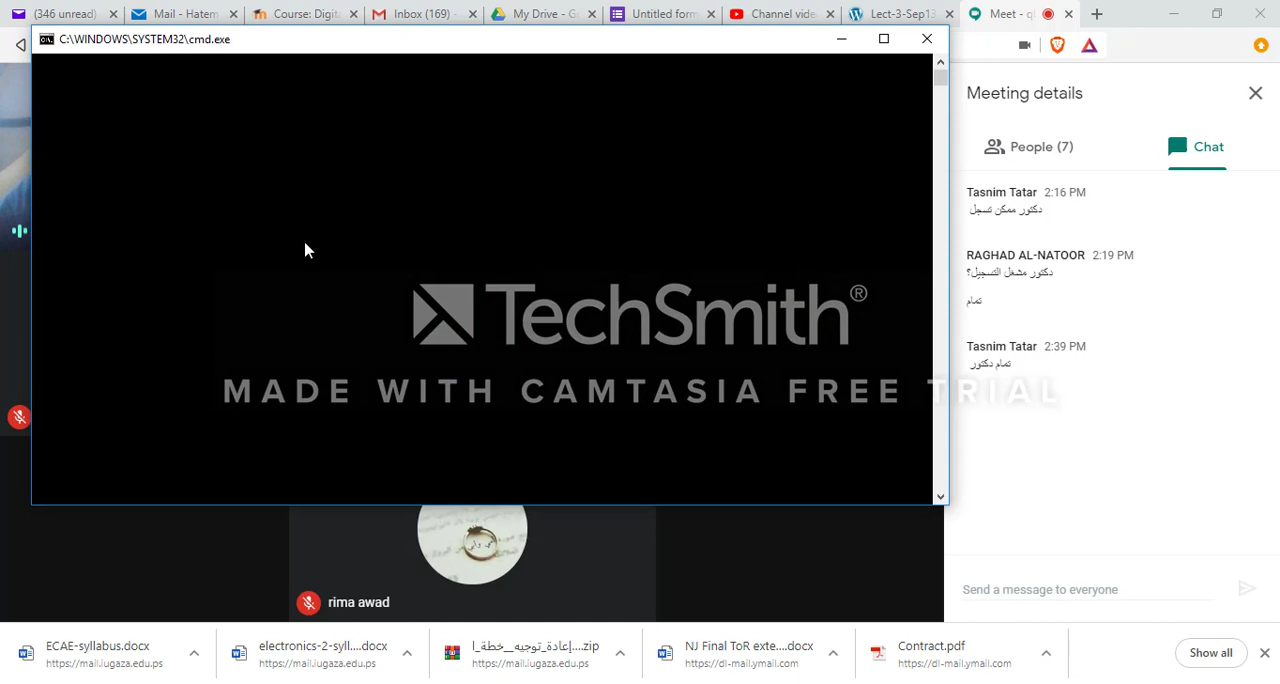 (346 unread)
Mail - Hatem
Course: Digita
Inbox (169) -
My Drive - Go
Untitled form
Channel vide
Lect-3-Sep13
Meet - q
C:\WINDOWS\SYSTEM32\cmd.exe
Meeting details
People (7)
Chat
Tasnim Tatar 2:16 PM
دكتور ممكن تسجل
RAGHAD AL-NATOOR 2:19 PM
دكتور مشغل التسجيل؟
تمام
Tasnim Tatar 2:39 PM
تمام دكتور
TechSmith®
MADE WITH CAMTASIA FREE TRIAL
rima awad
Send a message to everyone
ECAE-syllabus.docx
https://mail.iugaza.edu.ps
electronics-2-syll....docx
https://mail.iugaza.edu.ps
إعادة_توجيه__خطة_ا....zip
https://mail.iugaza.edu.ps
NJ Final ToR exte....docx
https://dl-mail.ymail.com
Contract.pdf
https://dl-mail.ymail.com
Show all